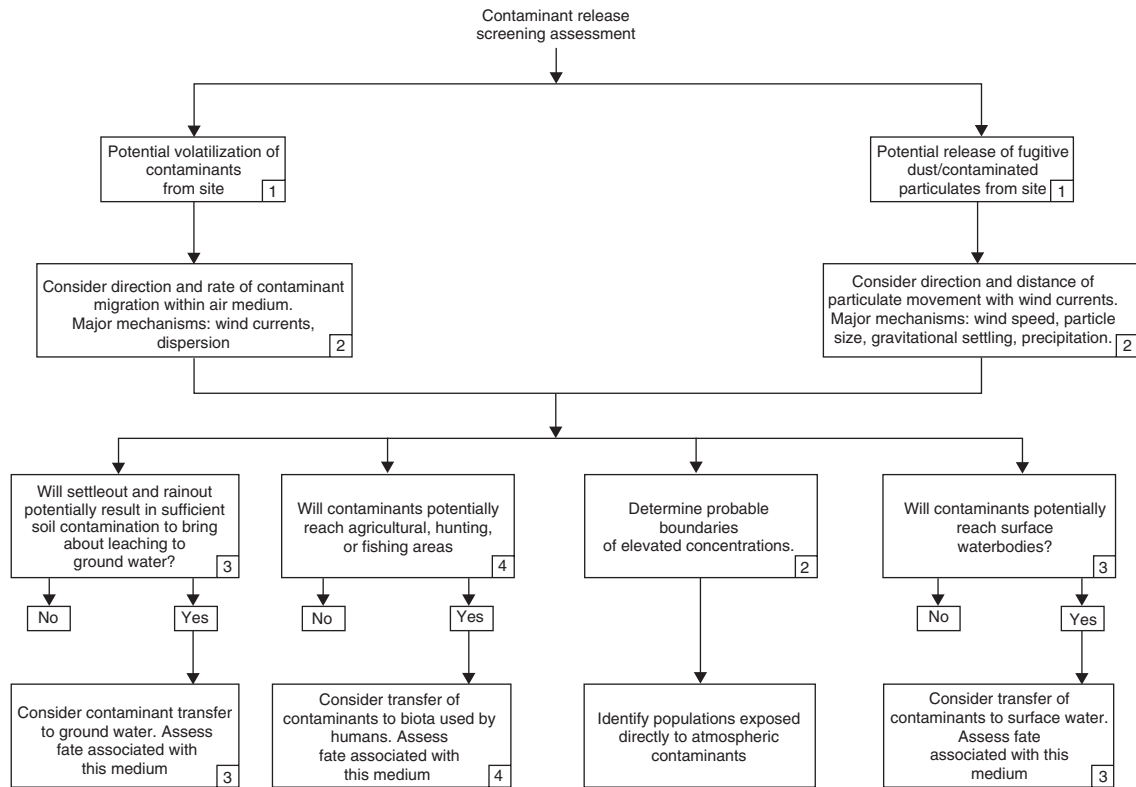 Contaminant release
screening assessment
Potential volatilization of
contaminants
from site
1
Potential release of fugitive
dust/contaminated
particulates from site
1
Consider direction and rate of contaminant
migration within air medium.
Major mechanisms: wind currents,
dispersion
2
Consider direction and distance of
particulate movement with wind currents.
Major mechanisms: wind speed, particle
size, gravitational settling, precipitation.
2
Will settleout and rainout
potentially result in sufficient
soil contamination to bring
about leaching to
ground water?
3
Will contaminants potentially
reach agricultural, hunting,
or fishing areas
4
Determine probable
boundaries
of elevated concentrations.
2
Will contaminants potentially
reach surface
waterbodies?
3
No
Yes
No
Yes
No
Yes
Consider contaminant transfer
to ground water. Assess
fate associated with
this medium
3
Consider transfer of
contaminants to biota used by
humans. Assess
fate associated with
this medium
4
Identify populations exposed
directly to atmospheric
contaminants
Consider transfer of
contaminants to surface water.
Assess fate
associated with this
medium
3